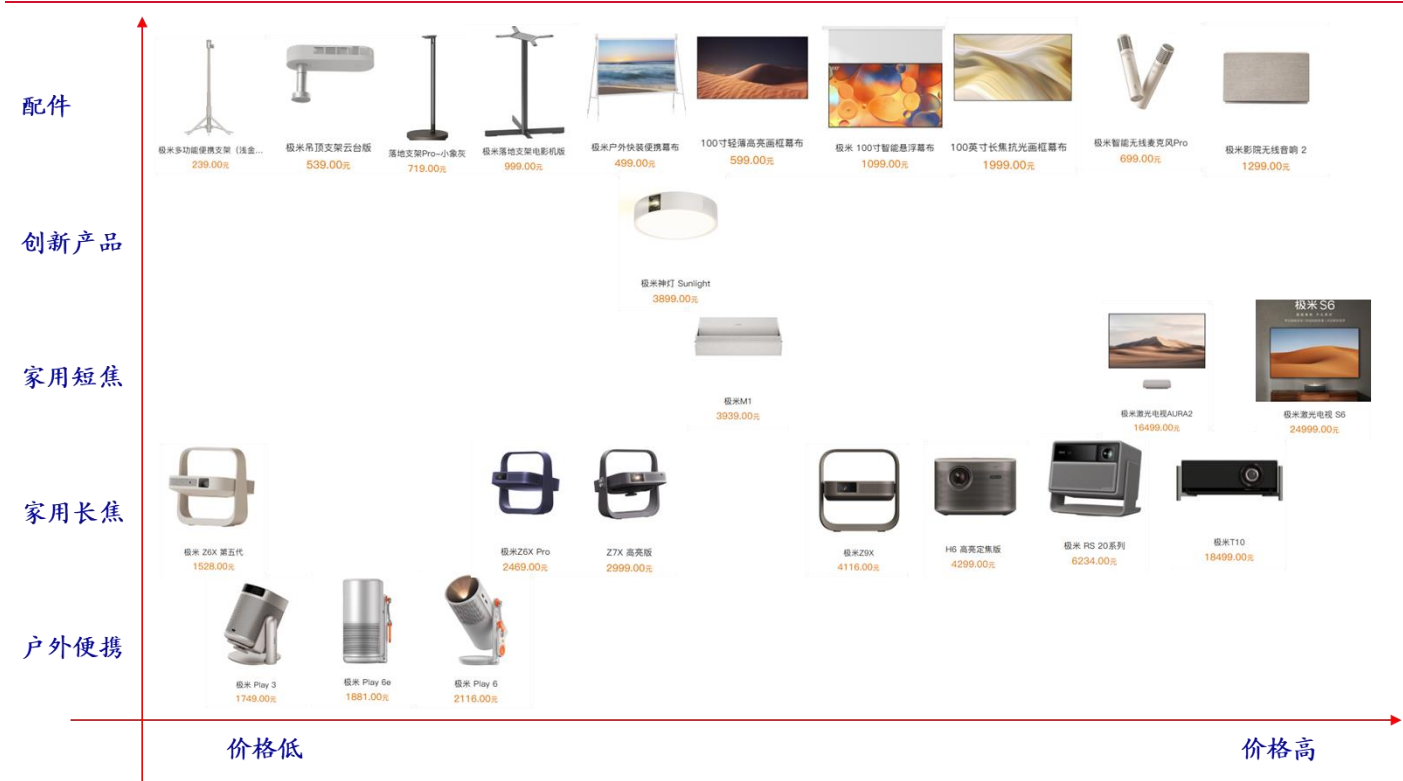 配件
极米多功能便携支架（浅金...
239.00元
极米吊顶支架云台版
539.00元
落地支架Pro-小象灰
719.00元
极米落地支架电影机版
999.00元
极米户外快装便携幕布
499.00元
100寸轻薄高亮画框幕布
599.00元
极米 100寸智能悬浮幕布
1099.00元
100英寸长焦抗光画框幕布
1999.00元
极米智能无线麦克风Pro
699.00元
极米影院无线音响 2
1299.00元
创新产品
极米神灯 Sunlight
3899.00元
家用短焦
极米M1
3939.00元
极米激光电视AURA2
16499.00元
极米 S6
极米激光电视 S6
24999.00元
家用长焦
极米 Z6X 第五代
1528.00元
极米Z6X Pro
2469.00元
Z7X 高亮版
2999.00元
极米Z9X
4116.00元
H6 高亮定焦版
4299.00元
极米 RS 20系列
6234.00元
极米T10
18499.00元
户外便携
极米 Play 3
1749.00元
极米 Play 6e
1881.00元
极米 Play 6
2116.00元
价格低
价格高